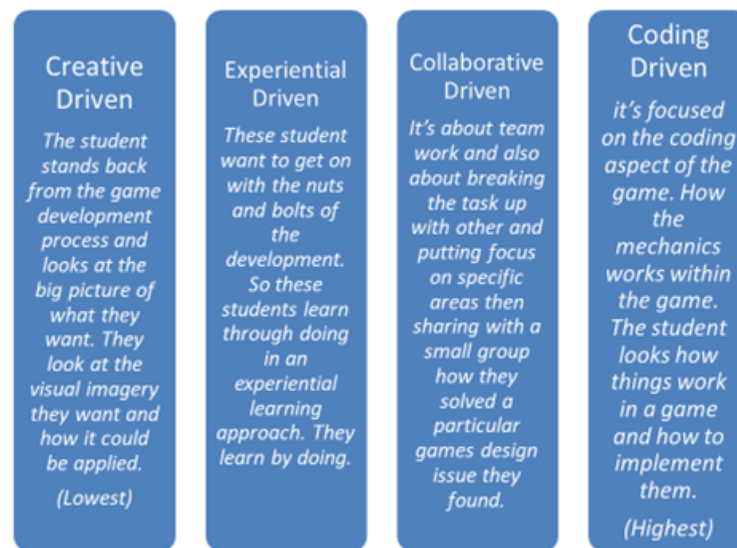 Creative
Driven
The student
stands back
from the game
development
process and
looks at the
big picture of
what they
want. They
look at the
visual imagery
they want and
how it could
be applied.
(Lowest)
Experiential
Driven
These student
want to get on
with the nuts
and bolts of
the
development.
So these
students learn
through doing
in an
experiential
learning
approach. They
learn by doing.
Collaborative
Driven
It's about team
work and also
about breaking
the task up
with other and
putting focus
on specific
areas then
sharing with a
small group
how they
solved a
particular
games design
issue they
found.
Coding
Driven
it's focused
on the coding
aspect of the
game. How
the
mechanics
works within
the game.
The student
looks how
things work
in a game
and how to
implement
them.
(Highest)